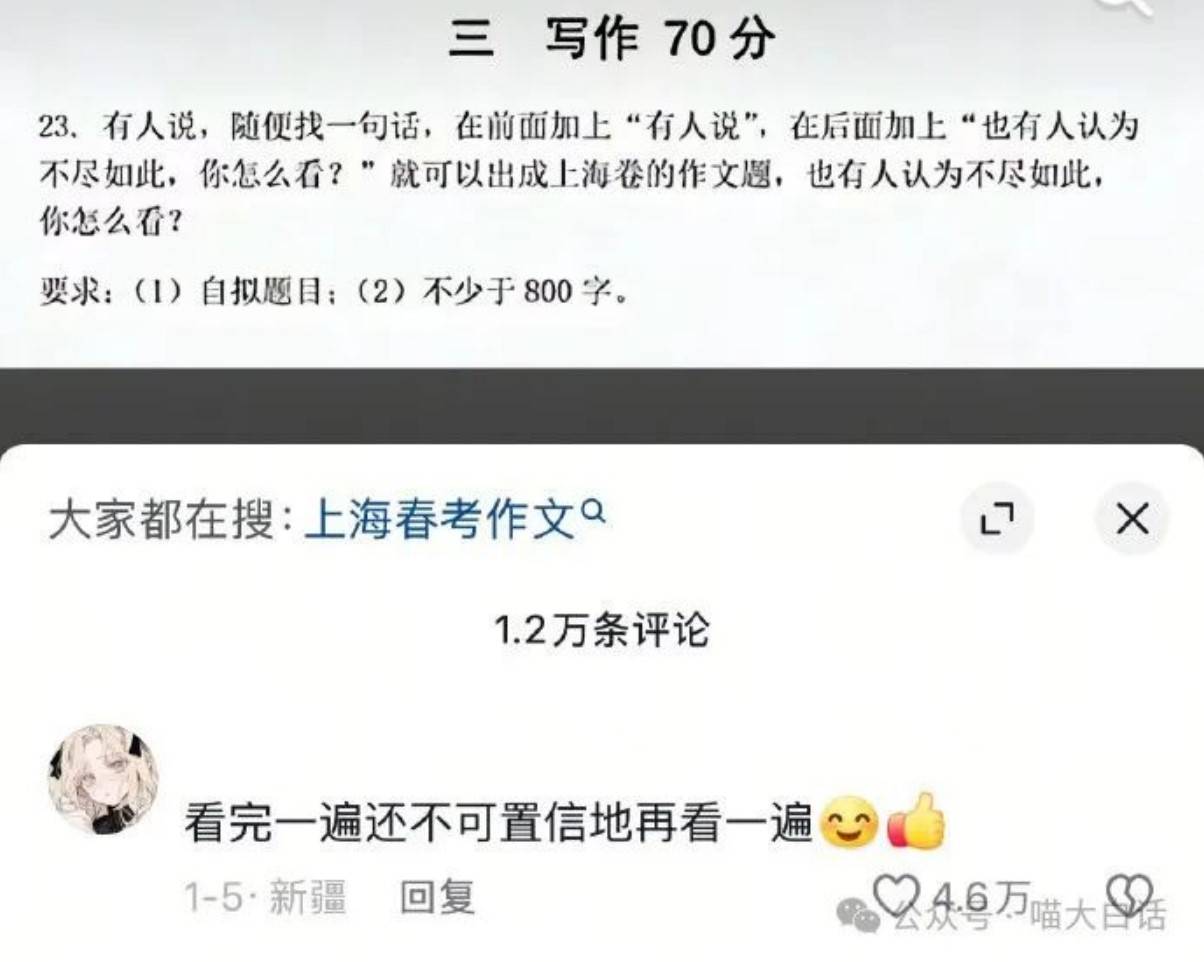 三 写作 70 分
23. 有人说，随便找一句话，在前面加上“有人说”，在后面加上“也有人认为
不尽如此，你怎么看？”就可以出成上海卷的作文题，也有人认为不尽如此，
你怎么看？
要求：（1）自拟题目；（2）不少于 800 字。
大家都在搜：上海春考作文
1.2万条评论
看完一遍还不可置信地再看一遍😊👍
1-5·新疆 回复 4.6万
公众号·喵大白话